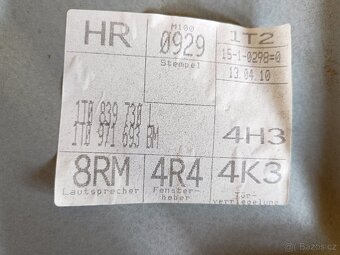 HR
M100
0929
Stempel
1T2
15-1-0298=0
13.04.10
1T0 839 730 L
1T0 971 693 BM
4H3
8RM
Lautsprecher
4R4
Fenster-
heber
4K3
Tür-
verriegelung
Bazos.cz